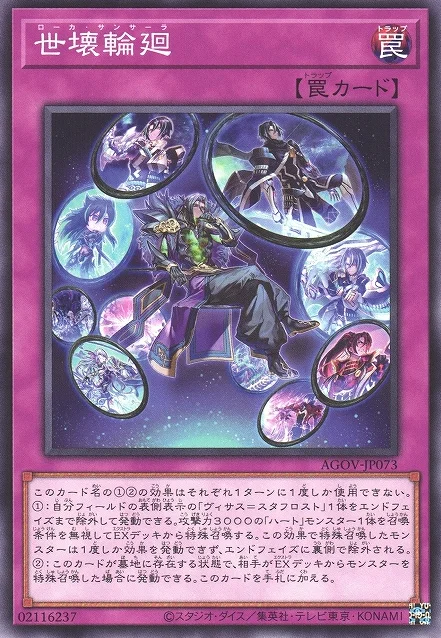 ローカ・サンサーラ
世壊輪廻
トラップ
罠
トラップ
【罠カード】
AGOV-JP073
このカード名の①②の効果はそれぞれ1ターンに1度しか使用できない。
①：自分フィールドの表側表示の「ヴィサス＝スタフロスト」1体をエンドフェ
イズまで除外して発動できる。攻撃力3000の「ハート」モンスター1体を召喚
条件を無視してEXデッキから特殊召喚する。この効果で特殊召喚したモン
スターは1度しか効果を発動できず、エンドフェイズに裏側で除外される。
②：このカードが墓地に存在する状態で、相手がEXデッキからモンスターを
特殊召喚した場合に発動できる。このカードを手札に加える。
02116237
©スタジオ・ダイス／集英社・テレビ東京・KONAMI